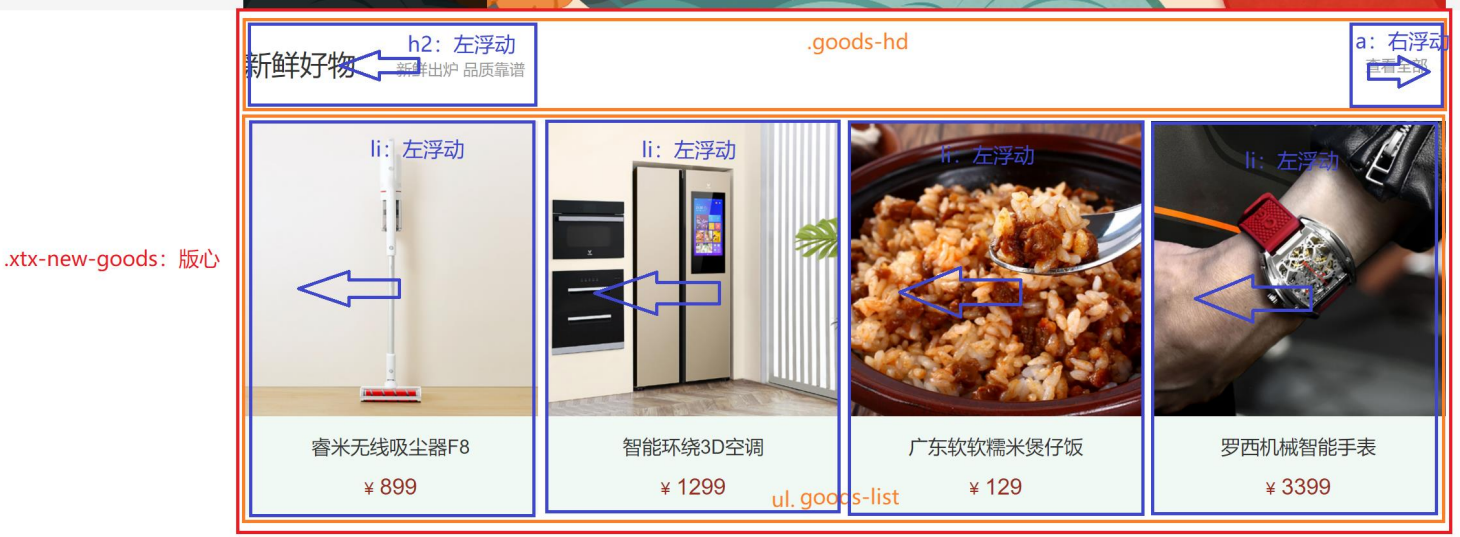 h2：左浮动
.goods-hd
a：右浮动
新鲜好物
新鲜出炉 品质靠谱
查看全部
li：左浮动
li：左浮动
li：左浮动
li：左浮动
.xtx-new-goods：版心
睿米无线吸尘器F8
智能环绕3D空调
广东软软糯米煲仔饭
罗西机械智能手表
¥ 899
¥ 1299
¥ 129
¥ 3399
ul. goods-list